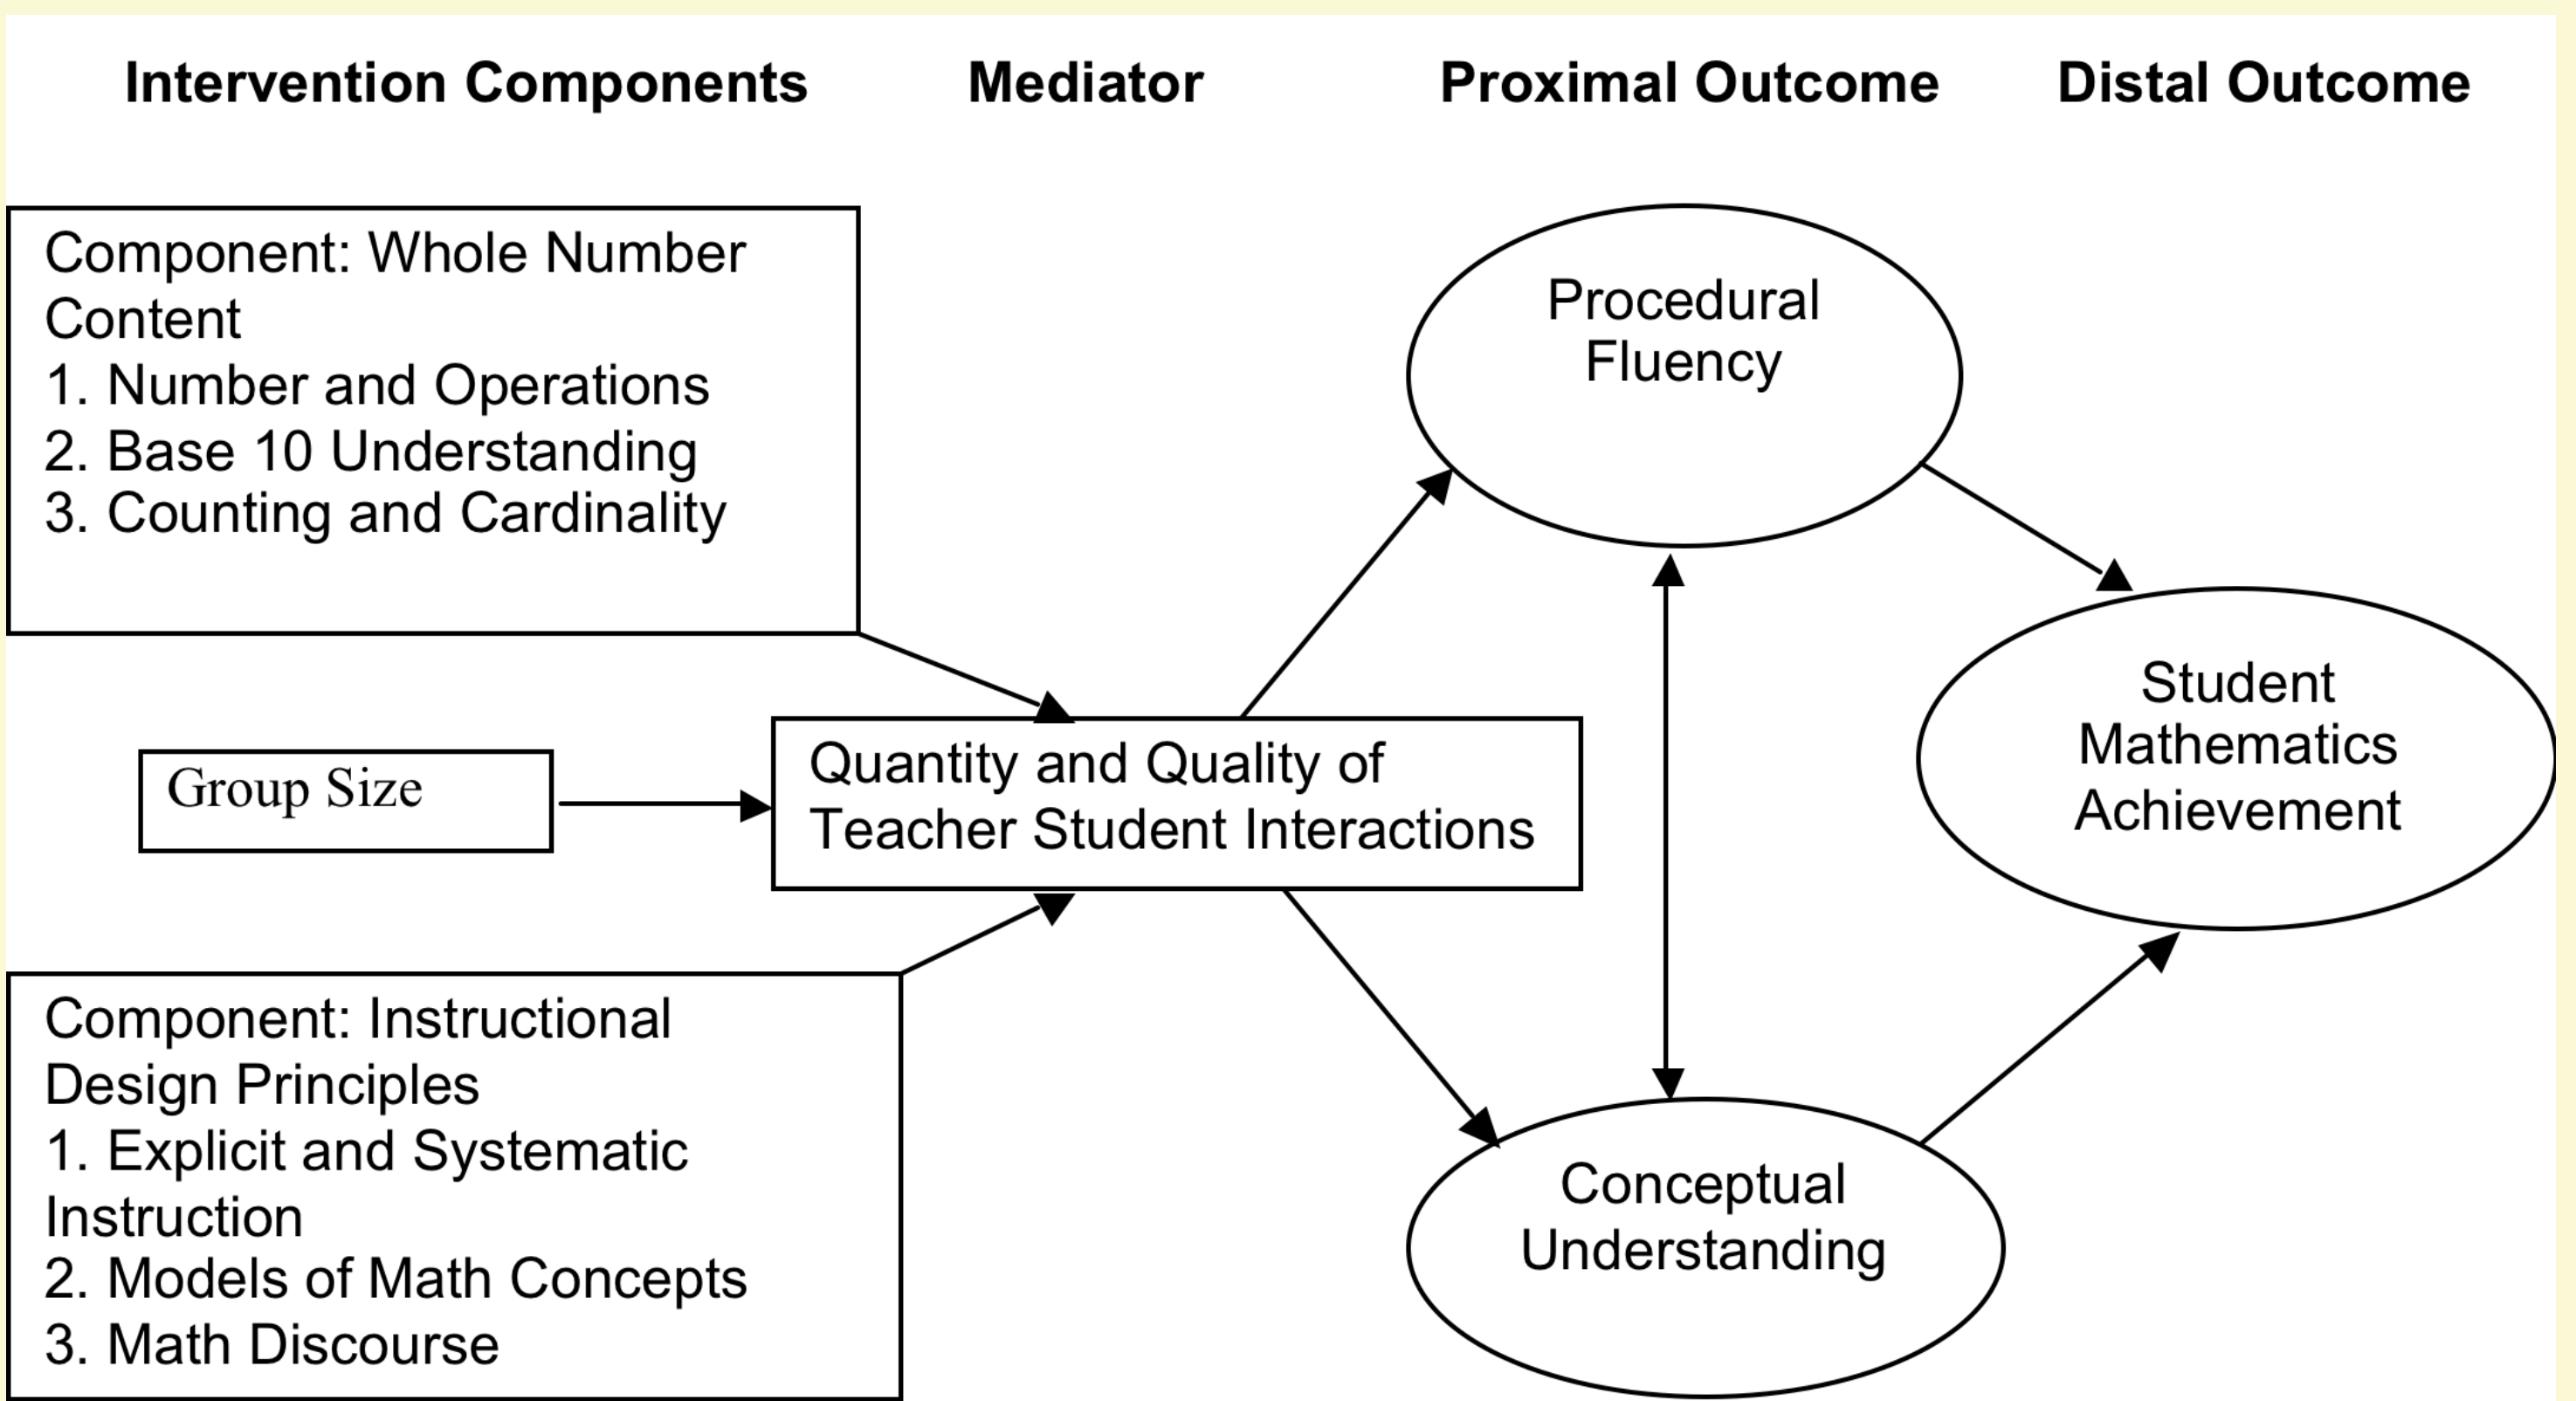 Intervention Components
Mediator
Proximal Outcome
Distal Outcome
Component: Whole Number
Content
1. Number and Operations
2. Base 10 Understanding
3. Counting and Cardinality
Group Size
Component: Instructional
Design Principles
1. Explicit and Systematic
Instruction
2. Models of Math Concepts
3. Math Discourse
Quantity and Quality of
Teacher Student Interactions
Procedural
Fluency
Conceptual
Understanding
Student
Mathematics
Achievement